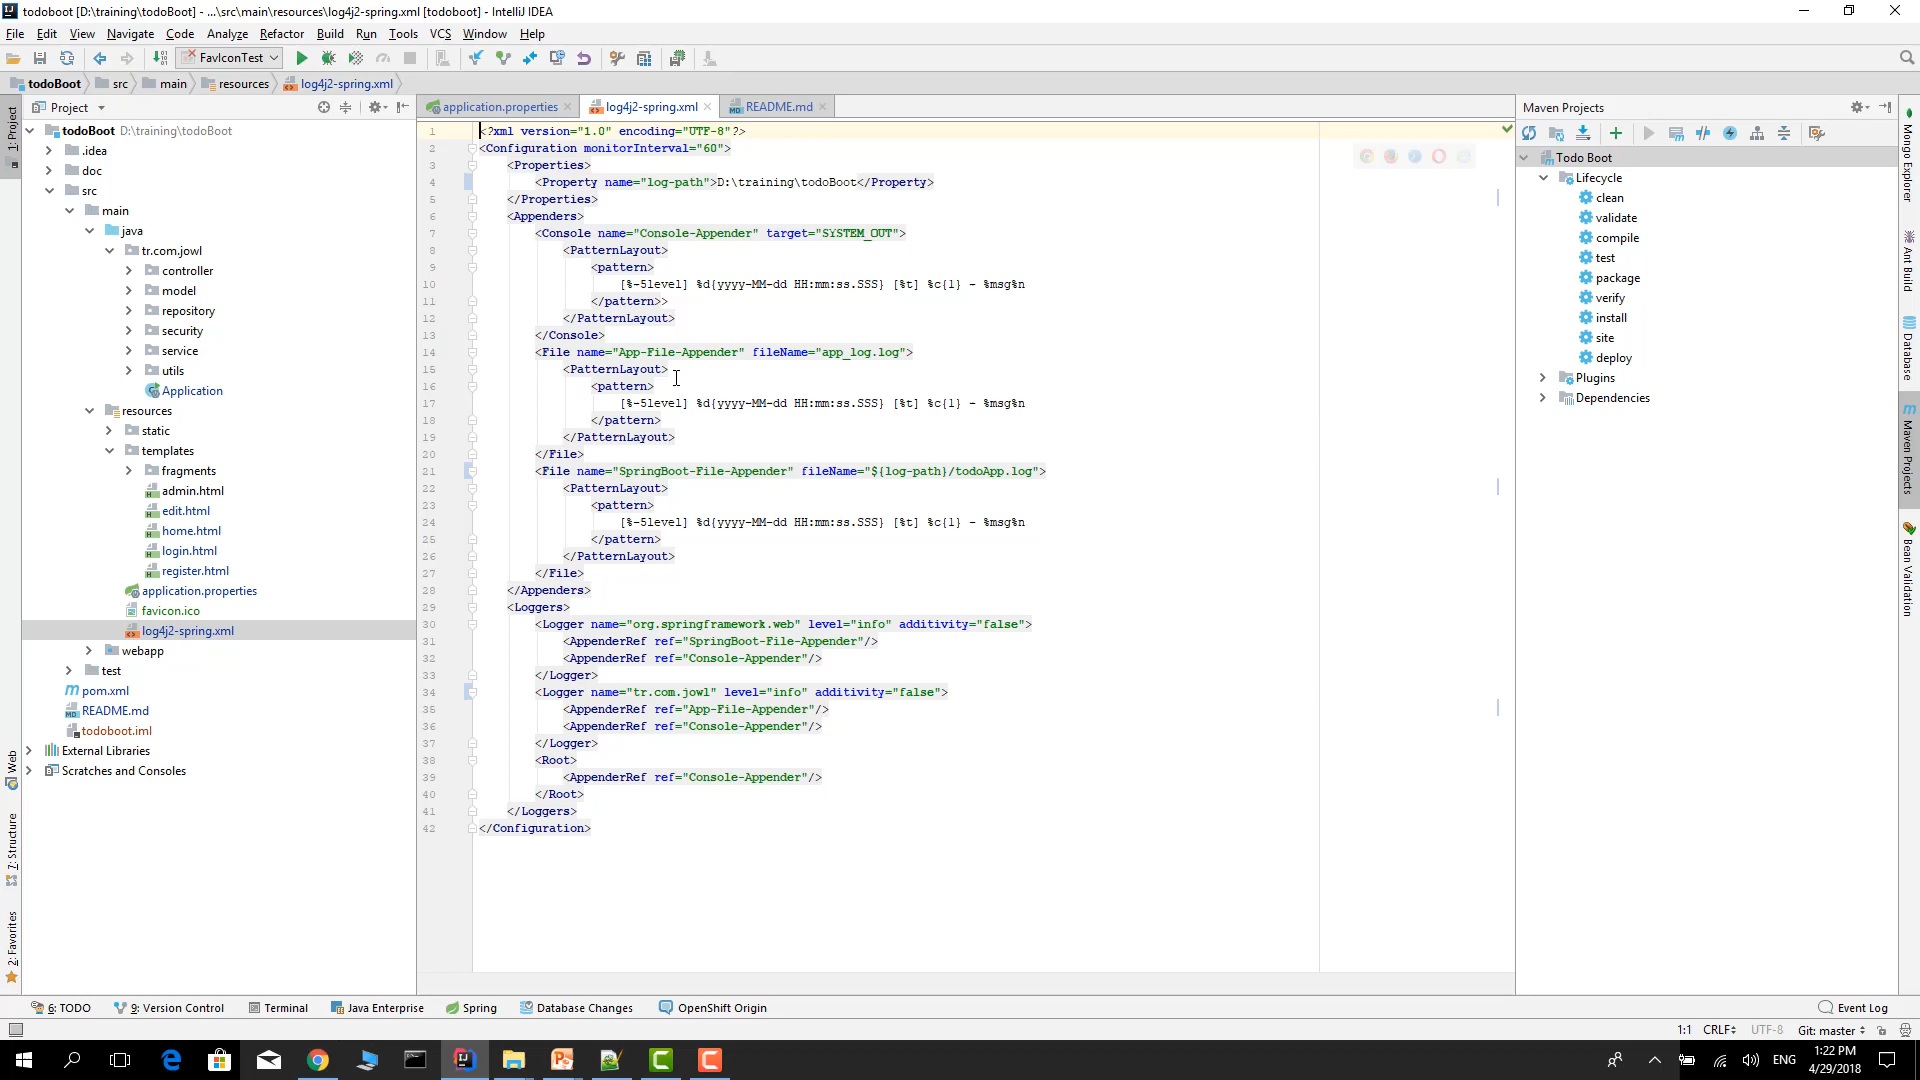 todoboot [D:\training\todoBoot] - ...\src\main\resources\log4j2-spring.xml [todoboot] - IntelliJ IDEA
File Edit View Navigate Code Analyze Refactor Build Run Tools VCS Window Help
FavIconTest
todoBoot src main resources log4j2-spring.xml
Project
application.properties log4j2-spring.xml README.md
Maven Projects
todoBoot D:\training\todoBoot
.idea
doc
src
main
java
tr.com.jowl
controller
model
repository
security
service
utils
Application
resources
static
templates
fragments
admin.html
edit.html
home.html
login.html
register.html
application.properties
favicon.ico
log4j2-spring.xml
webapp
test
pom.xml
README.md
todoboot.iml
External Libraries
Scratches and Consoles
1 <?xml version="1.0" encoding="UTF-8"?>
2 <Configuration monitorInterval="60">
3 <Properties>
4 <Property name="log-path">D:\training\todoBoot</Property>
5 </Properties>
6 <Appenders>
7 <Console name="Console-Appender" target="SYSTEM_OUT">
8 <PatternLayout>
9 <pattern>
10 [%-5level] %d{yyyy-MM-dd HH:mm:ss.SSS} [%t] %c{1} - %msg%n
11 </pattern>>
12 </PatternLayout>
13 </Console>
14 <File name="App-File-Appender" fileName="app_log.log">
15 <PatternLayout>
16 <pattern>
17 [%-5level] %d{yyyy-MM-dd HH:mm:ss.SSS} [%t] %c{1} - %msg%n
18 </pattern>
19 </PatternLayout>
20 </File>
21 <File name="SpringBoot-File-Appender" fileName="${log-path}/todoApp.log">
22 <PatternLayout>
23 <pattern>
24 [%-5level] %d{yyyy-MM-dd HH:mm:ss.SSS} [%t] %c{1} - %msg%n
25 </pattern>
26 </PatternLayout>
27 </File>
28 </Appenders>
29 <Loggers>
30 <Logger name="org.springframework.web" level="info" additivity="false">
31 <AppenderRef ref="SpringBoot-File-Appender"/>
32 <AppenderRef ref="Console-Appender"/>
33 </Logger>
34 <Logger name="tr.com.jowl" level="info" additivity="false">
35 <AppenderRef ref="App-File-Appender"/>
36 <AppenderRef ref="Console-Appender"/>
37 </Logger>
38 <Root>
39 <AppenderRef ref="Console-Appender"/>
40 </Root>
41 </Loggers>
42 </Configuration>
Todo Boot
Lifecycle
clean
validate
compile
test
package
verify
install
site
deploy
Plugins
Dependencies
1: Project
Web
7: Structure
2: Favorites
Mongo Explorer
Ant Build
Database
Maven Projects
Bean Validation
6: TODO 9: Version Control Terminal Java Enterprise Spring Database Changes OpenShift Origin Event Log
1:1 CRLF UTF-8 Git: master
ENG 1:22 PM
4/29/2018